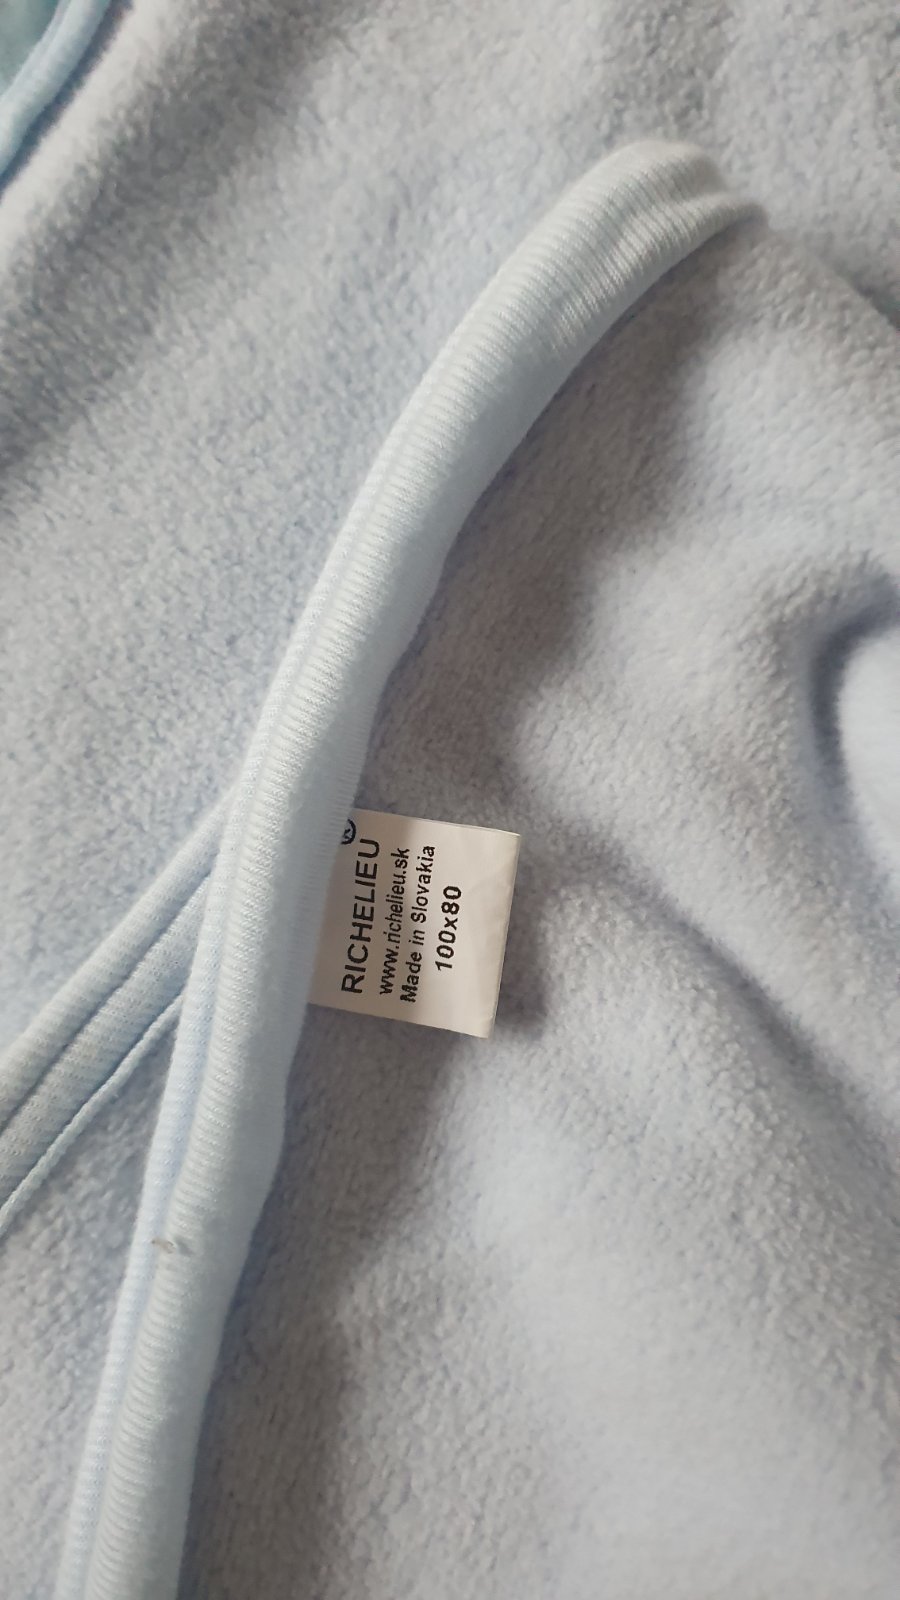 RICHELIEU
www.richelieu.sk
Made in Slovakia
100x80